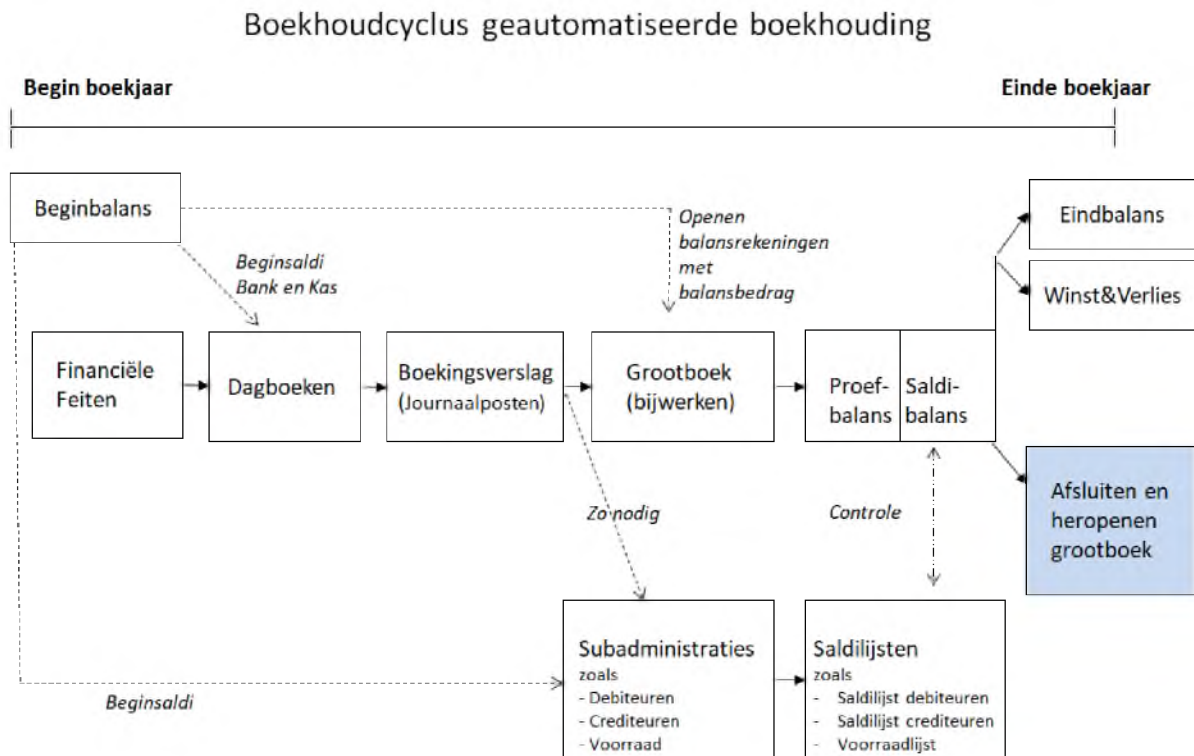 Boekhoudcyclus geautomatiseerde boekhouding
Begin boekjaar
Einde boekjaar
Beginbalans
Beginsaldi
Bank en Kas
Openen
balansrekeningen
met
balansbedrag
Eindbalans
Winst&Verlies
Financiële
Feiten
Dagboeken
Boekingsverslag
(Journaalposten)
Grootboek
(bijwerken)
Proef-
balans
Saldi-
balans
Afsluiten en
heropenen
grootboek
Zo nodig
Controle
Beginsaldi
Subadministraties
zoals
- Debiteuren
- Crediteuren
- Voorraad
Saldilijsten
zoals
- Saldilijst debiteuren
- Saldilijst crediteuren
- Voorraadlijst